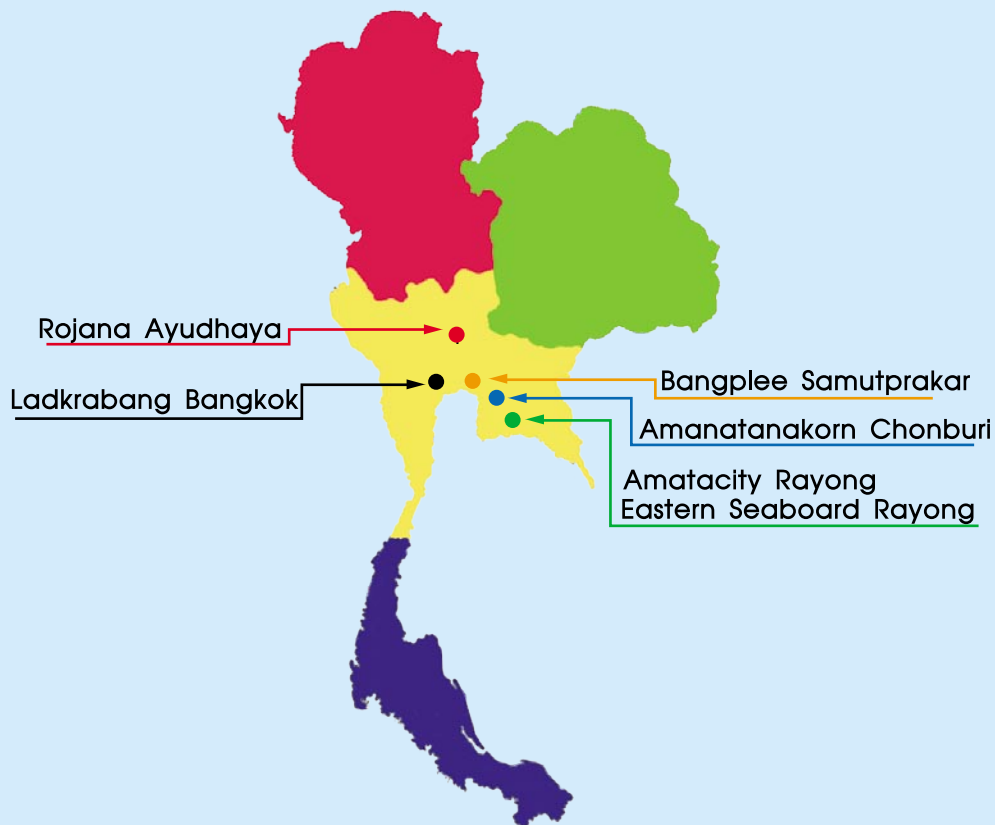 Rojana Ayudhaya
Ladkrabang Bangkok
Bangplee Samutprakar
Amanatanakorn Chonburi
Amatacity Rayong
Eastern Seaboard Rayong